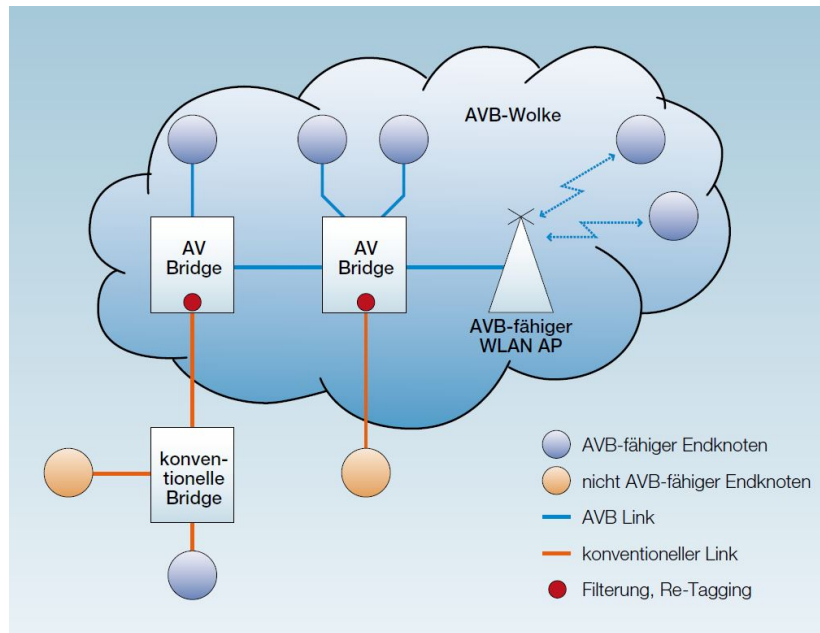 AVB-Wolke
AV
Bridge
AV
Bridge
AVB-fähiger
WLAN AP
konven-
tionelle
Bridge
AVB-fähiger Endknoten
nicht AVB-fähiger Endknoten
AVB Link
konventioneller Link
Filterung, Re-Tagging